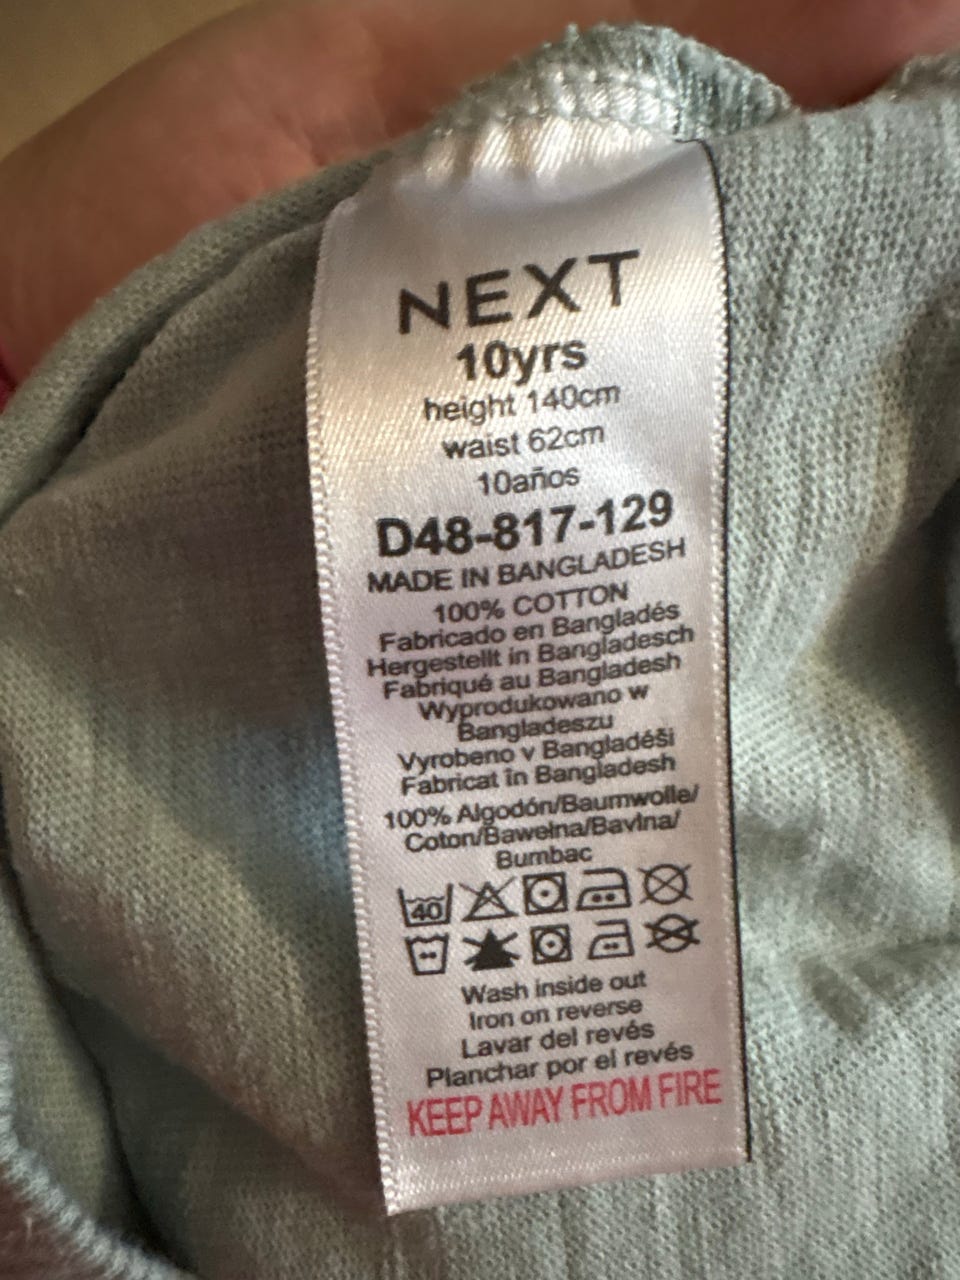 NEXT
10yrs
height 140cm
waist 62cm
10años
D48-817-129
MADE IN BANGLADESH
100% COTTON
Fabricado en Bangladés
Hergestellt in Bangladesch
Fabriqué au Bangladesh
Wyprodukowano w
Bangladeszu
Vyrobeno v Bangladéši
Fabricat în Bangladesh
100% Algodón/Baumwolle/
Coton/Bawełna/Bavlna/
Bumbac
40
Wash inside out
Iron on reverse
Lavar del revés
Planchar por el revés
KEEP AWAY FROM FIRE